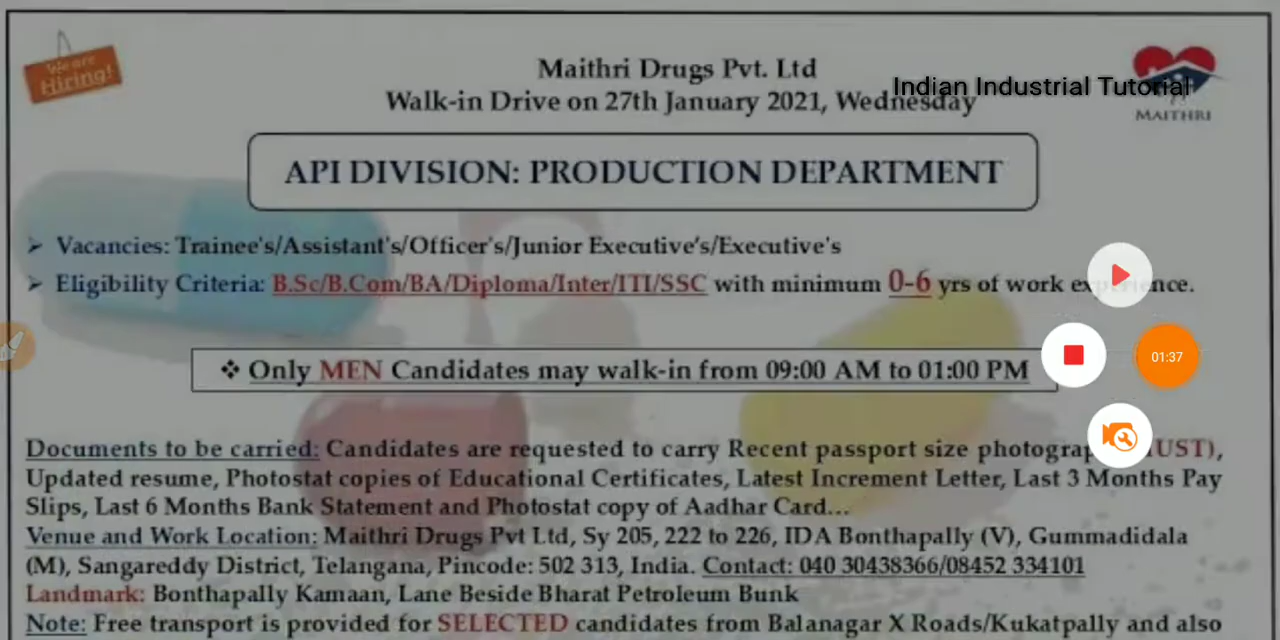 We are
Hiring!
Maithri Drugs Pvt. Ltd
Walk-in Drive on 27th January 2021, Wednesday
Indian Industrial Tutorial
MAITHRI
API DIVISION: PRODUCTION DEPARTMENT
➢ Vacancies: Trainee's/Assistant's/Officer's/Junior Executive's/Executive's
➢ Eligibility Criteria: B.Sc/B.Com/BA/Diploma/Inter/ITI/SSC with minimum 0-6 yrs of work experience.
❖ Only MEN Candidates may walk-in from 09:00 AM to 01:00 PM
01:37
Documents to be carried: Candidates are requested to carry Recent passport size
Updated resume, Photostat copies of Educational Certificates, Latest Increment Letter, Last 3 Months Pay
Slips, Last 6 Months Bank Statement and Photostat copy of Aadhar Card...
Venue and Work Location: Maithri Drugs Pvt Ltd, Sy 205, 222 to 226, IDA Bonthapally (V), Gummadidala
(M), Sangareddy District, Telangana, Pincode: 502 313, India. Contact: 040 30438366/08452 334101
Landmark: Bonthapally Kamaan, Lane Beside Bharat Petroleum Bunk
Note: Free transport is provided for SELECTED candidates from Balanagar X Roads/Kukatpally and also